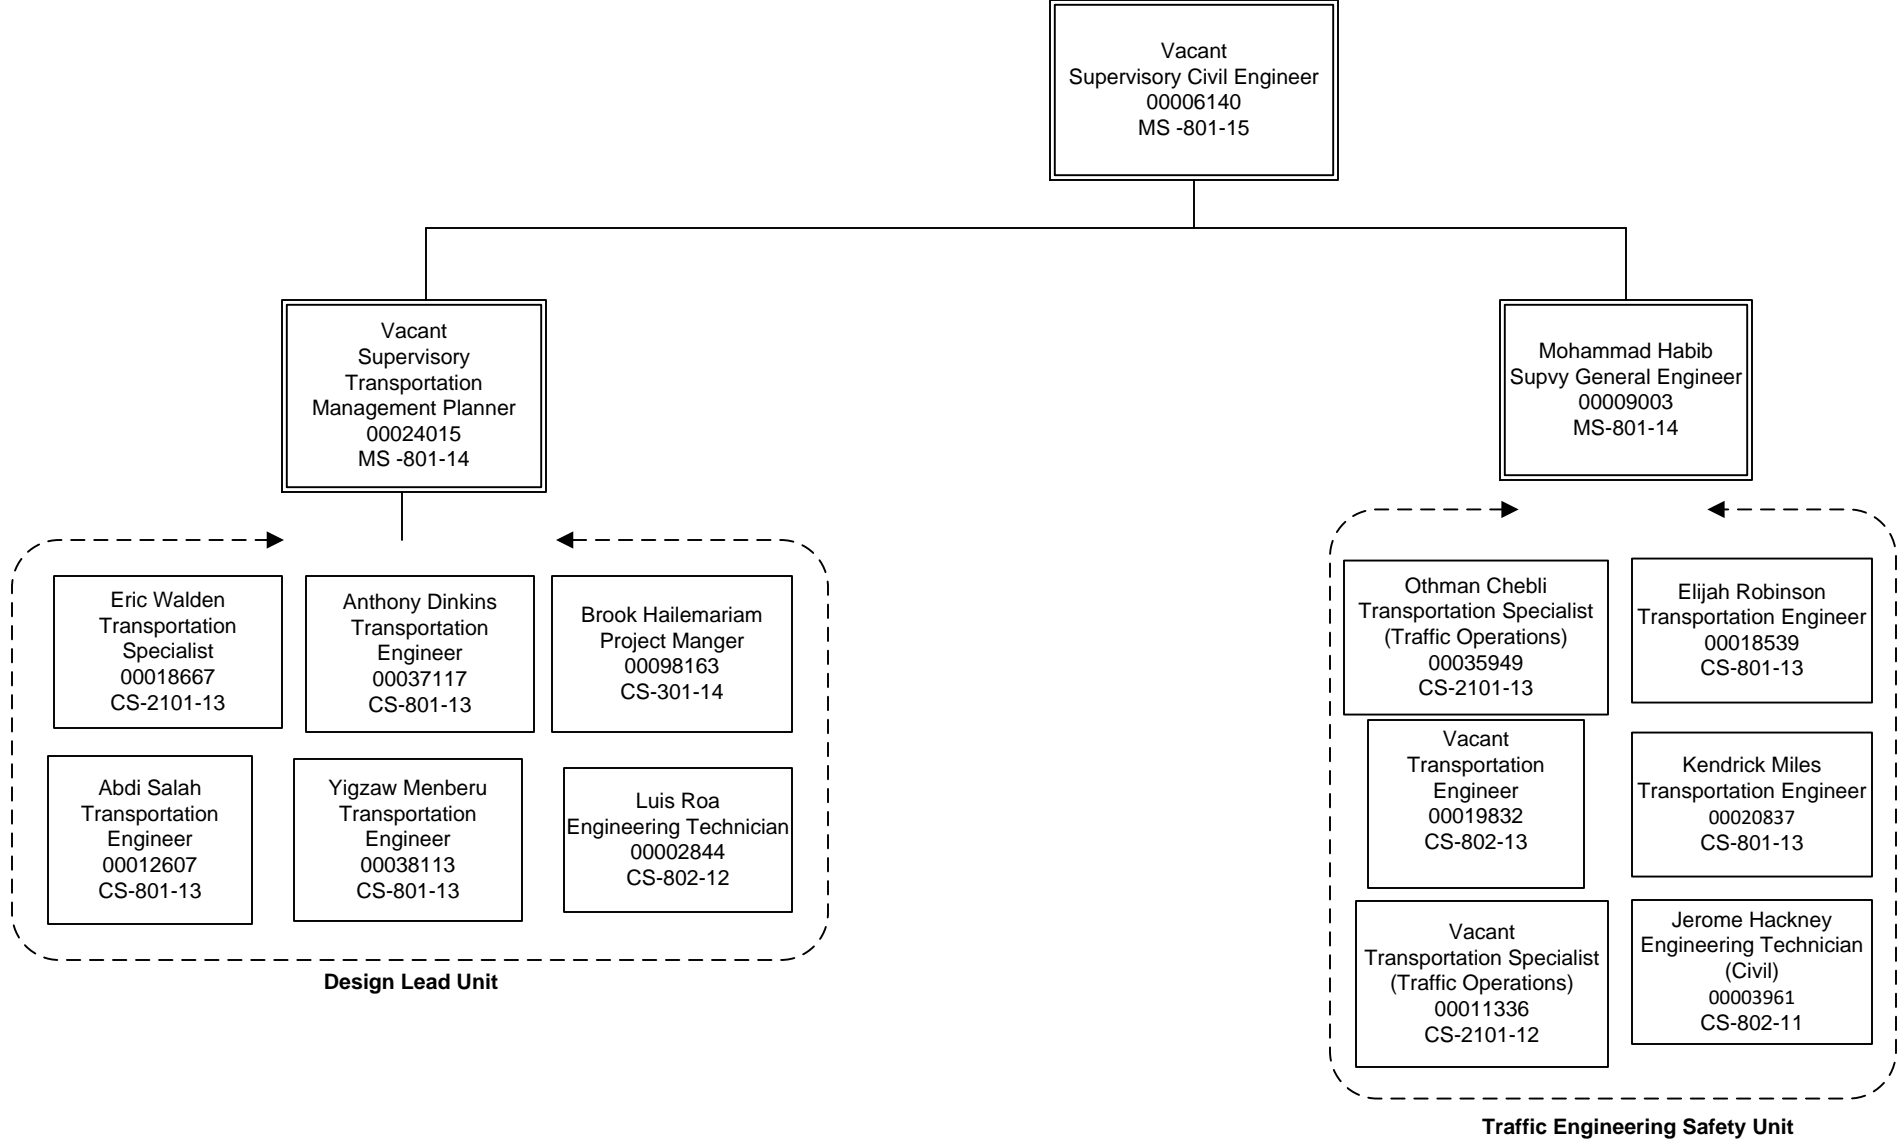 Vacant
Supervisory Civil Engineer
00006140
MS -801-15
Vacant
Supervisory
Transportation
Management Planner
00024015
MS -801-14
Mohammad Habib
Supvy General Engineer
00009003
MS-801-14
Eric Walden
Transportation
Specialist
00018667
CS-2101-13
Anthony Dinkins
Transportation
Engineer
00037117
CS-801-13
Brook Hailemariam
Project Manger
00098163
CS-301-14
Abdi Salah
Transportation
Engineer
00012607
CS-801-13
Yigzaw Menberu
Transportation
Engineer
00038113
CS-801-13
Luis Roa
Engineering Technician
00002844
CS-802-12
Design Lead Unit
Othman Chebli
Transportation Specialist
(Traffic Operations)
00035949
CS-2101-13
Elijah Robinson
Transportation Engineer
00018539
CS-801-13
Vacant
Transportation
Engineer
00019832
CS-802-13
Kendrick Miles
Transportation Engineer
00020837
CS-801-13
Vacant
Transportation Specialist
(Traffic Operations)
00011336
CS-2101-12
Jerome Hackney
Engineering Technician
(Civil)
00003961
CS-802-11
Traffic Engineering Safety Unit